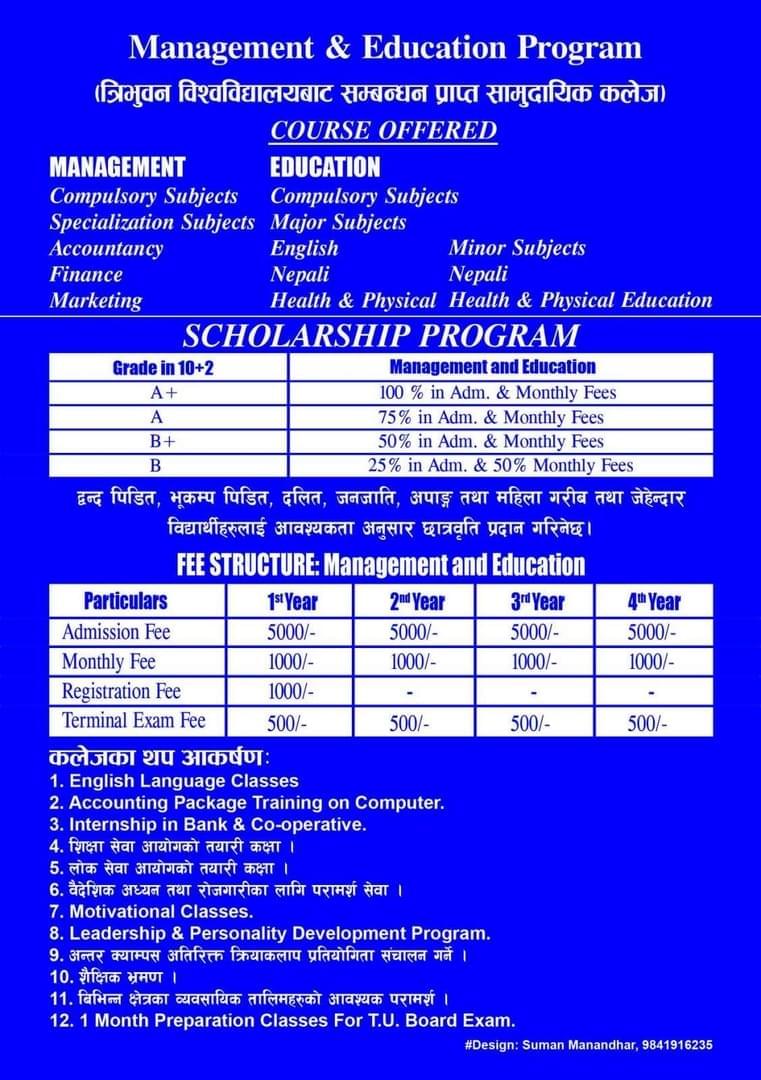 Management & Education Program
(त्रिभुवन विश्वविद्यालयबाट सम्बन्धन प्राप्त सामुदायिक कलेज)
COURSE OFFERED
MANAGEMENT EDUCATION
Compulsory Subjects Compulsory Subjects
Specialization Subjects Major Subjects
Accountancy English Minor Subjects
Finance Nepali Nepali
Marketing Health & Physical Health & Physical Education
SCHOLARSHIP PROGRAM
Grade in 10+2 Management and Education
A+ 100 % in Adm. & Monthly Fees
A 75% in Adm. & Monthly Fees
B+ 50% in Adm. & Monthly Fees
B 25% in Adm. & 50% Monthly Fees
द्वन्द पिडित, भूकम्प पिडित, दलित, जनजाति, अपाङ्ग तथा महिला गरीब तथा जेहेन्दार
विद्यार्थीहरुलाई आवश्यकता अनुसार छात्रवृति प्रदान गरिनेछ।
FEE STRUCTURE: Management and Education
Particulars 1st Year 2nd Year 3rd Year 4th Year
Admission Fee 5000/- 5000/- 5000/- 5000/-
Monthly Fee 1000/- 1000/- 1000/- 1000/-
Registration Fee 1000/- - - -
Terminal Exam Fee 500/- 500/- 500/- 500/-
कलेजका थप आकर्षण:
1. English Language Classes
2. Accounting Package Training on Computer.
3. Internship in Bank & Co-operative.
4. शिक्षा सेवा आयोगको तयारी कक्षा ।
5. लोक सेवा आयोगको तयारी कक्षा ।
6. वैदेशिक अध्यन तथा रोजगारीका लागि परामर्श सेवा ।
7. Motivational Classes.
8. Leadership & Personality Development Program.
9. अन्तर क्याम्पस अतिरिक्त क्रियाकलाप प्रतियोगिता संचालन गर्ने ।
10. शैक्षिक भ्रमण ।
11. बिभिन्न क्षेत्रका व्यवसायिक तालिमहरुको आवश्यक परामर्श ।
12. 1 Month Preparation Classes For T.U. Board Exam.
#Design: Suman Manandhar, 9841916235